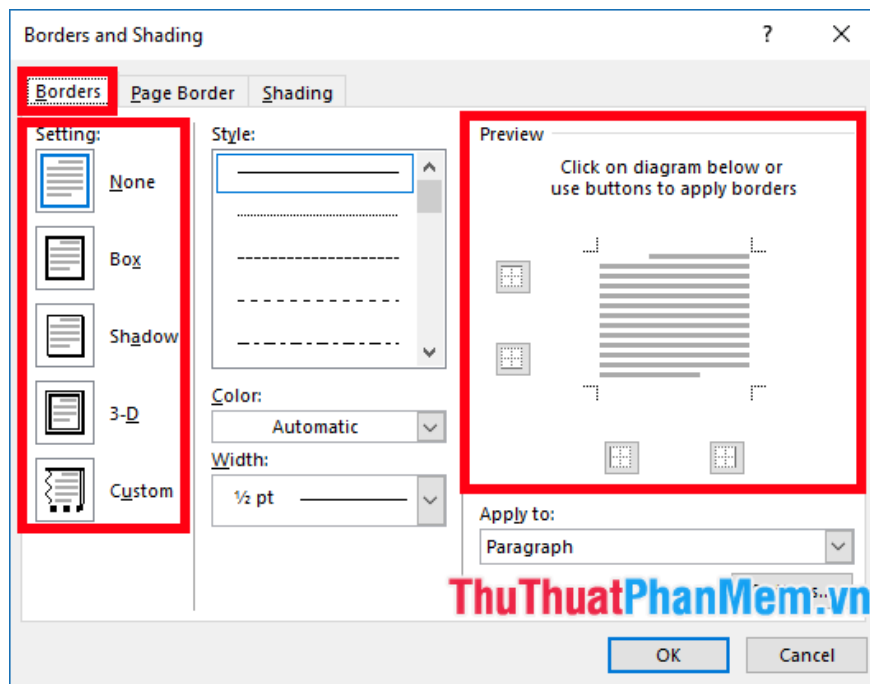 Borders and Shading
?
Borders
Page Border
Shading
Setting:
None
Box
Shadow
3-D
Custom
Style:
Color:
Automatic
Width:
½ pt
Preview
Click on diagram below or
use buttons to apply borders
Apply to:
Paragraph
ThuThuatPhanMem.vn
OK
Cancel